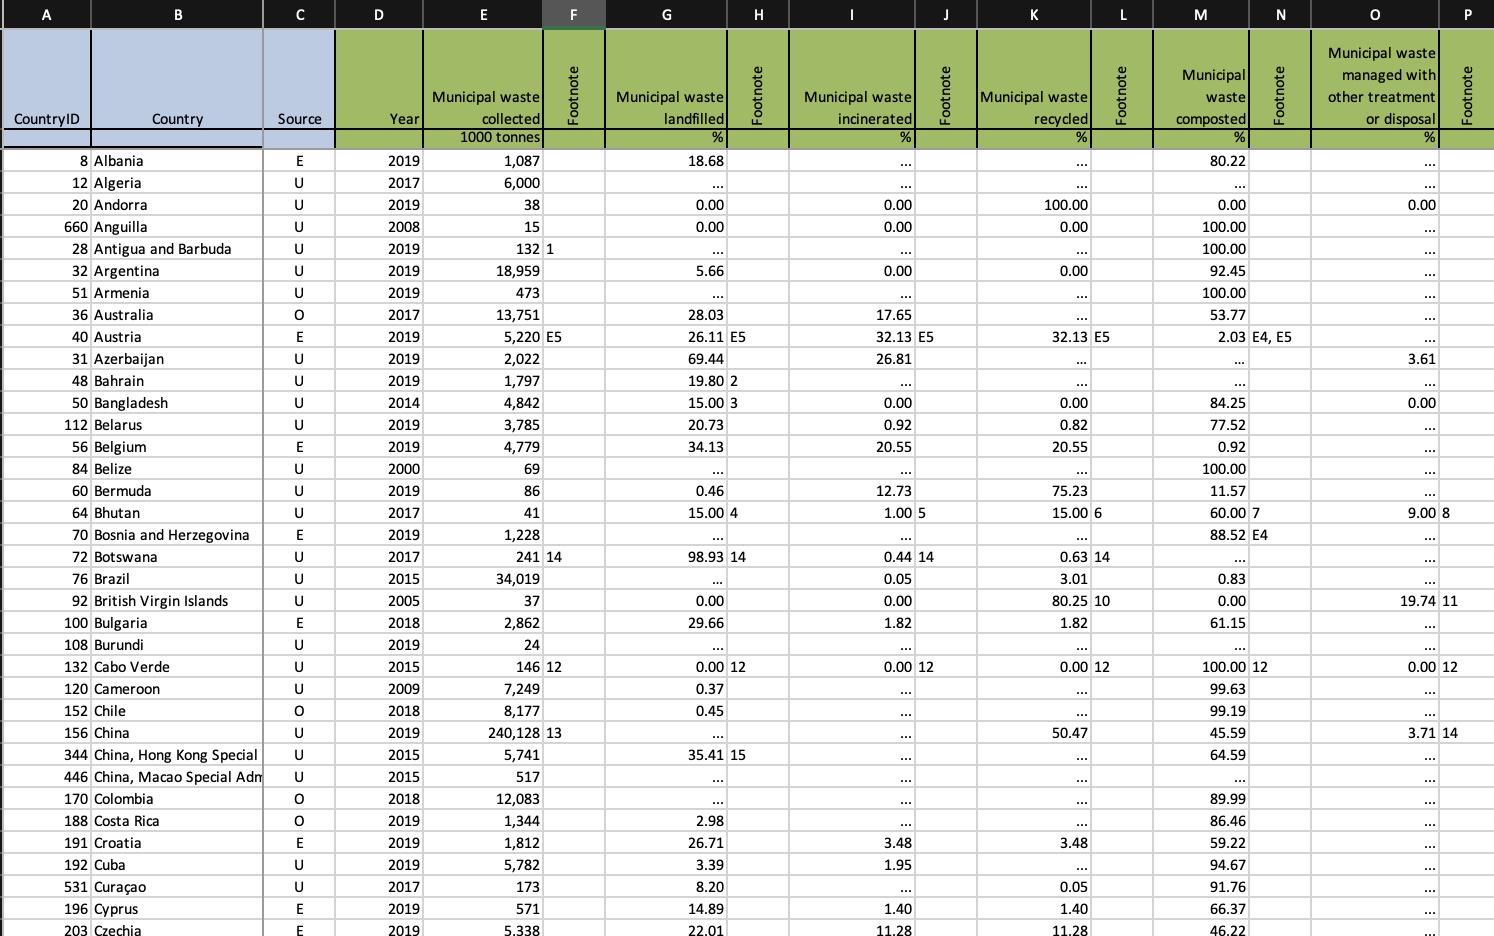 A B C D E F G H I J K L M N O P
CountryID Country Source Year Municipal waste collected Footnote Municipal waste landfilled Footnote Municipal waste incinerated Footnote Municipal waste recycled Footnote Municipal waste composted Footnote Municipal waste managed with other treatment or disposal Footnote
1000 tonnes % % % % %
8 Albania E 2019 1,087 18.68 ... ... 80.22 ...
12 Algeria U 2017 6,000 ... ... ... ... ...
20 Andorra U 2019 38 0.00 0.00 100.00 0.00 0.00
660 Anguilla U 2008 15 0.00 0.00 0.00 100.00 ...
28 Antigua and Barbuda U 2019 132 1 ... ... ... 100.00 ...
32 Argentina U 2019 18,959 5.66 0.00 0.00 92.45 ...
51 Armenia U 2019 473 ... ... ... 100.00 ...
36 Australia O 2017 13,751 28.03 17.65 ... 53.77 ...
40 Austria E 2019 5,220 E5 26.11 E5 32.13 E5 32.13 E5 2.03 E4, E5 ...
31 Azerbaijan U 2019 2,022 69.44 26.81 ... ... 3.61
48 Bahrain U 2019 1,797 19.80 2 ... ... ... ...
50 Bangladesh U 2014 4,842 15.00 3 0.00 0.00 84.25 0.00
112 Belarus U 2019 3,785 20.73 0.92 0.82 77.52 ...
56 Belgium E 2019 4,779 34.13 20.55 20.55 0.92 ...
84 Belize U 2000 69 ... ... ... 100.00 ...
60 Bermuda U 2019 86 0.46 12.73 75.23 11.57 ...
64 Bhutan U 2017 41 15.00 4 1.00 5 15.00 6 60.00 7 9.00 8
70 Bosnia and Herzegovina E 2019 1,228 ... ... ... 88.52 E4 ...
72 Botswana U 2017 241 14 98.93 14 0.44 14 0.63 14 ... ...
76 Brazil U 2015 34,019 ... 0.05 3.01 0.83 ...
92 British Virgin Islands U 2005 37 0.00 0.00 80.25 10 0.00 19.74 11
100 Bulgaria E 2018 2,862 29.66 1.82 1.82 61.15 ...
108 Burundi U 2019 24 ... ... ... ... ...
132 Cabo Verde U 2015 146 12 0.00 12 0.00 12 0.00 12 100.00 12 0.00 12
120 Cameroon U 2009 7,249 0.37 ... ... 99.63 ...
152 Chile O 2018 8,177 0.45 ... ... 99.19 ...
156 China U 2019 240,128 13 ... ... 50.47 45.59 3.71 14
344 China, Hong Kong Special U 2015 5,741 35.41 15 ... ... 64.59 ...
446 China, Macao Special Adm U 2015 517 ... ... ... ... ...
170 Colombia O 2018 12,083 ... ... ... 89.99 ...
188 Costa Rica O 2019 1,344 2.98 ... ... 86.46 ...
191 Croatia E 2019 1,812 26.71 3.48 3.48 59.22 ...
192 Cuba U 2019 5,782 3.39 1.95 ... 94.67 ...
531 Curaçao U 2017 173 8.20 ... 0.05 91.76 ...
196 Cyprus E 2019 571 14.89 1.40 1.40 66.37 ...
203 Czechia E 2019 5,338 22.01 11.28 11.28 46.22 ...